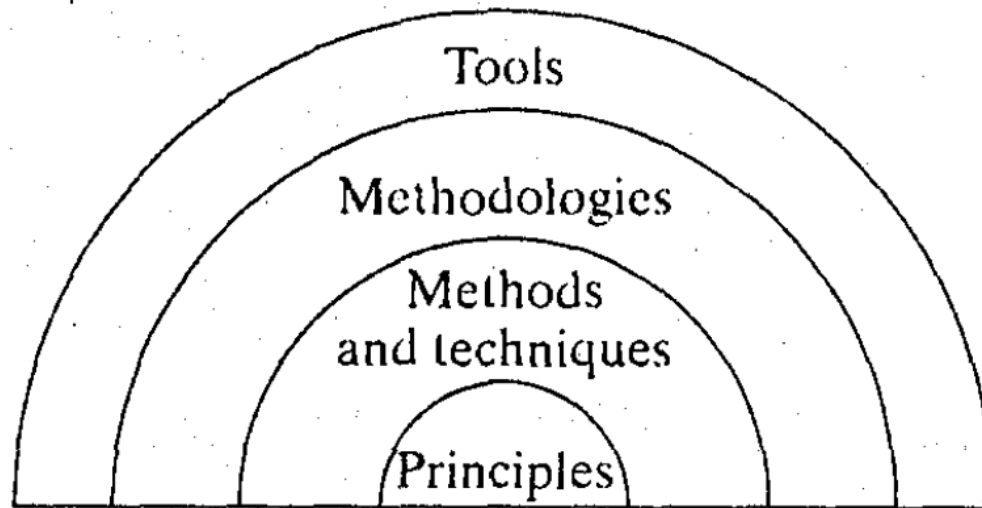 Tools
Methodologies
Methods
and techniques
Principles